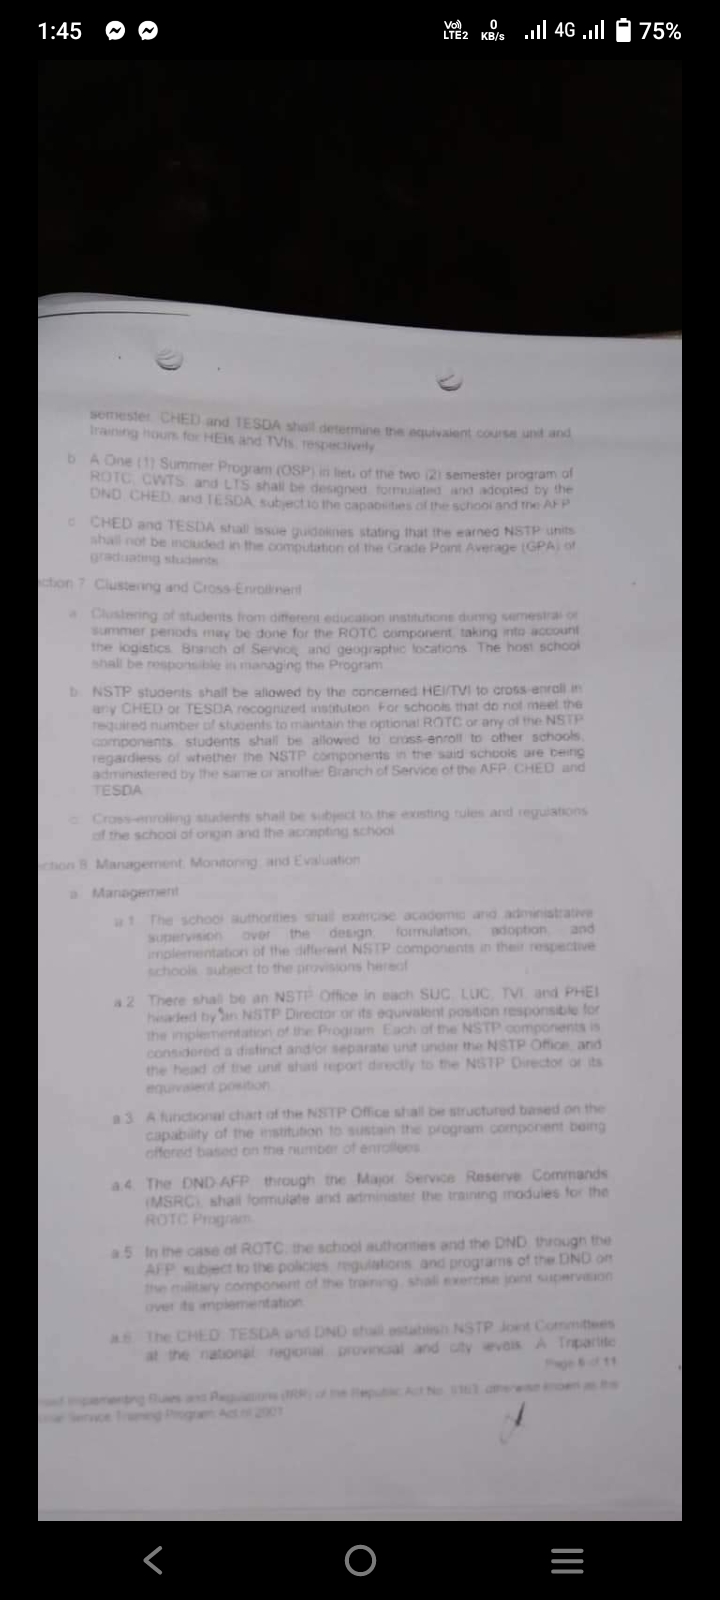 1:45
Vo))
LTE2
0
KB/s
4G
75%
semester. CHED and TESDA shall determine the equivalent course unit and
training hours for HEIs and TVIs, respectively
b. A One (1) Summer Program (OSP) in lieu of the two (2) semester program of
ROTC, CWTS, and LTS shall be designed, formulated, and adopted by the
DND, CHED, and TESDA, subject to the capabilities of the school and the AFP
c. CHED and TESDA shall issue guidelines stating that the earned NSTP units
shall not be included in the computation of the Grade Point Average (GPA) of
graduating students.
ction 7. Clustering and Cross-Enrollment
a. Clustering of students from different education institutions during semestral or
summer periods may be done for the ROTC component, taking into account
the logistics, Branch of Service, and geographic locations. The host school
shall be responsible in managing the Program
b. NSTP students shall be allowed by the concerned HEI/TVI to cross-enroll in
any CHED or TESDA recognized institution. For schools that do not meet the
required number of students to maintain the optional ROTC or any of the NSTP
components, students shall be allowed to cross-enroll to other schools,
regardless of whether the NSTP components in the said schools are being
administered by the same or another Branch of Service of the AFP, CHED, and
TESDA
c. Cross-enrolling students shall be subject to the existing rules and regulations
of the school of origin and the accepting school
ction 8. Management, Monitoring, and Evaluation
a. Management
a.1. The school authorities shall exercise academic and administrative
supervision over the design, formulation, adoption, and
implementation of the different NSTP components in their respective
schools, subject to the provisions hereof
a.2. There shall be an NSTP Office in each SUC, LUC, TVI, and PHEI
headed by an NSTP Director or its equivalent position responsible for
the implementation of the Program. Each of the NSTP components is
considered a distinct and/or separate unit under the NSTP Office, and
the head of the unit shall report directly to the NSTP Director or its
equivalent position.
a.3. A functional chart of the NSTP Office shall be structured based on the
capability of the institution to sustain the program component being
offered based on the number of enrollees
a.4. The DND-AFP, through the Major Service Reserve Commands
(MSRC), shall formulate and administer the training modules for the
ROTC Program.
a.5. In the case of ROTC, the school authorities and the DND, through the
AFP, subject to the policies, regulations, and programs of the DND on
the military component of the training, shall exercise joint supervision
over its implementation.
a.6. The CHED, TESDA and DND shall establish NSTP Joint Committees
at the national, regional, provincial and city levels. A Tripartite
Page 6 of 11
Implementing Rules and Regulations (IRR) of the Republic Act No. 9163, otherwise known as the
Service Training Program Act of 2001